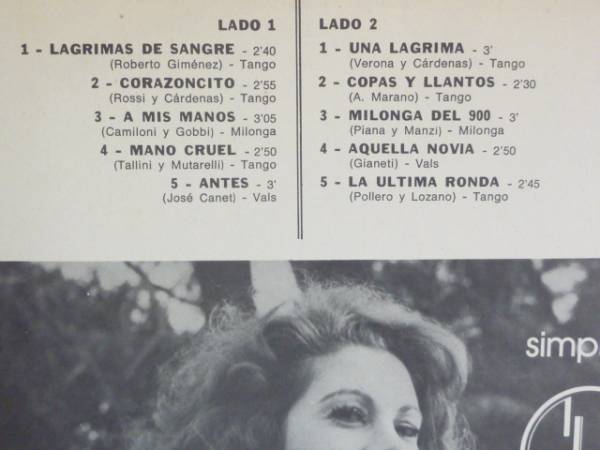 LADO 1
1 - LAGRIMAS DE SANGRE - 2'40
(Roberto Giménez) - Tango
2 - CORAZONCITO - 2'55
(Rossi y Cárdenas) - Tango
3 - A MIS MANOS - 3'05
(Camiloni y Gobbi) - Milonga
4 - MANO CRUEL - 2'50
(Tallini y Mutarelli) - Tango
5 - ANTES - 3'
(José Canet) - Vals
LADO 2
1 - UNA LAGRIMA - 3'
(Verona y Cárdenas) - Tango
2 - COPAS Y LLANTOS - 2'30
(A. Marano) - Tango
3 - MILONGA DEL 900 - 3'
(Piana y Manzi) - Milonga
4 - AQUELLA NOVIA - 2'50
(Gianeti) - Vals
5 - LA ULTIMA RONDA - 2'45
(Pollero y Lozano) - Tango
simp